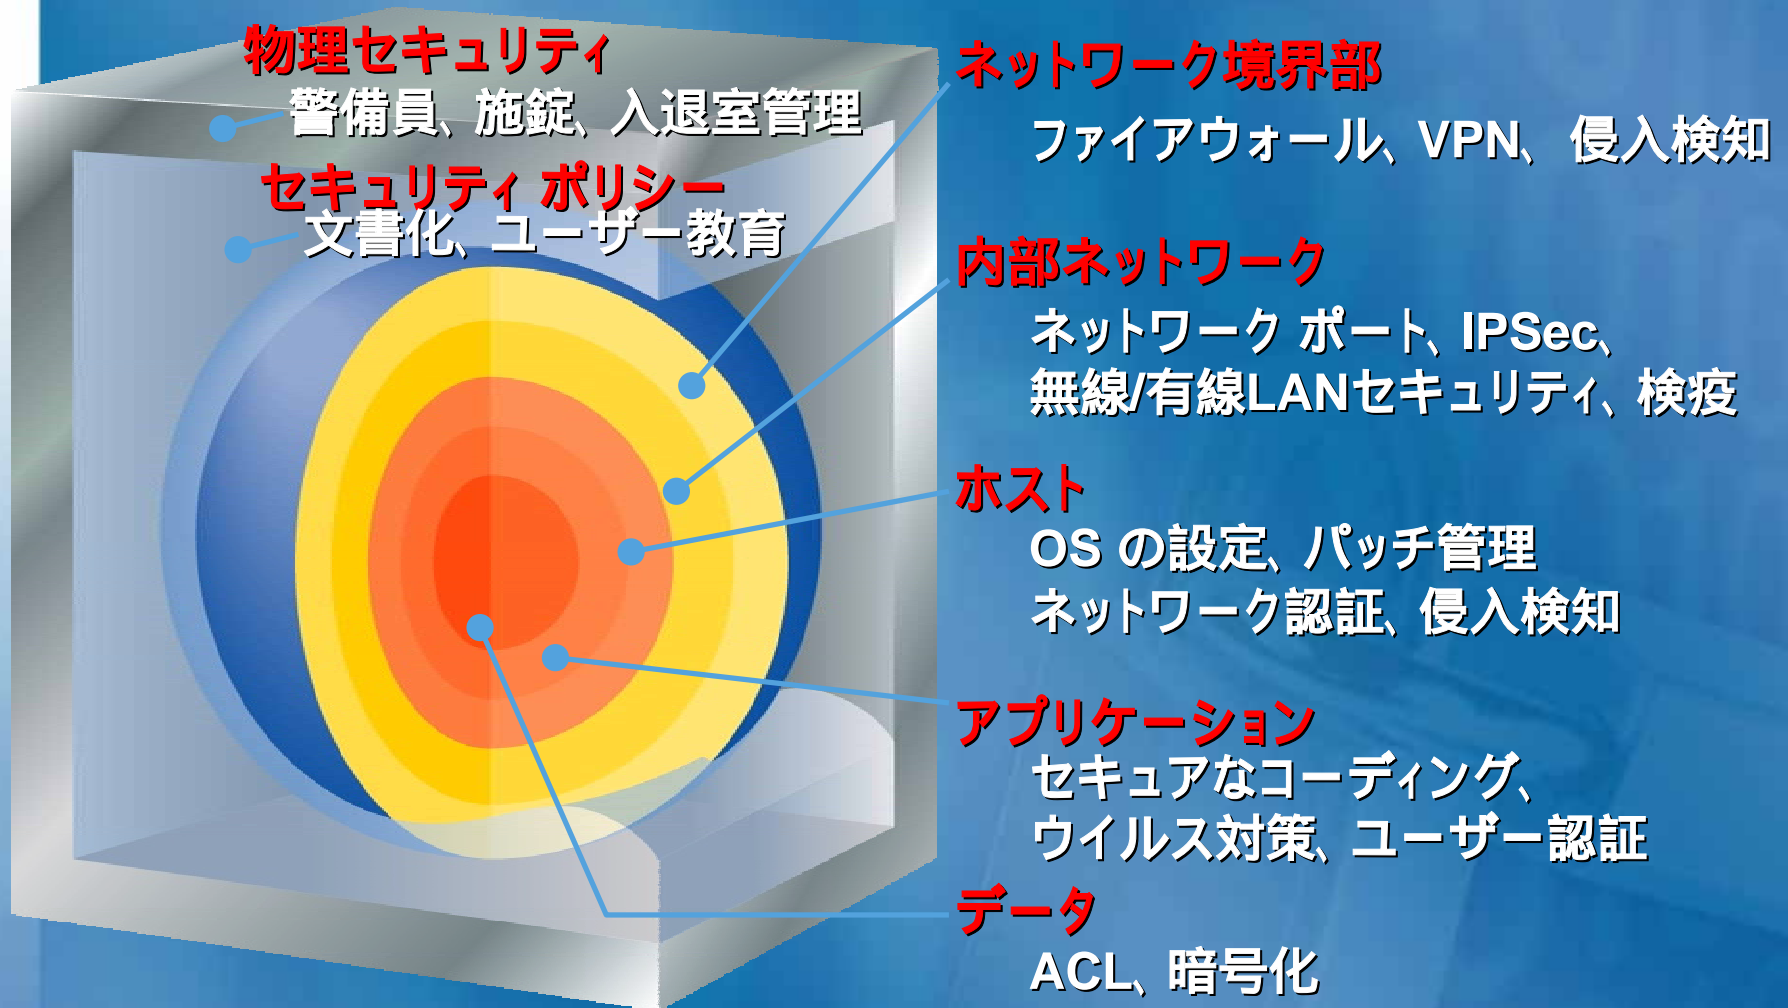 物理セキュリティ
警備員、施錠、入退室管理
セキュリティ ポリシー
文書化、ユーザー教育
ネットワーク境界部
ファイアウォール、VPN、 侵入検知
内部ネットワーク
ネットワーク ポート、IPSec、
無線/有線LANセキュリティ、検疫
ホスト
OS の設定、パッチ管理
ネットワーク認証、侵入検知
アプリケーション
セキュアなコーディング、
ウイルス対策、ユーザー認証
データ
ACL、暗号化